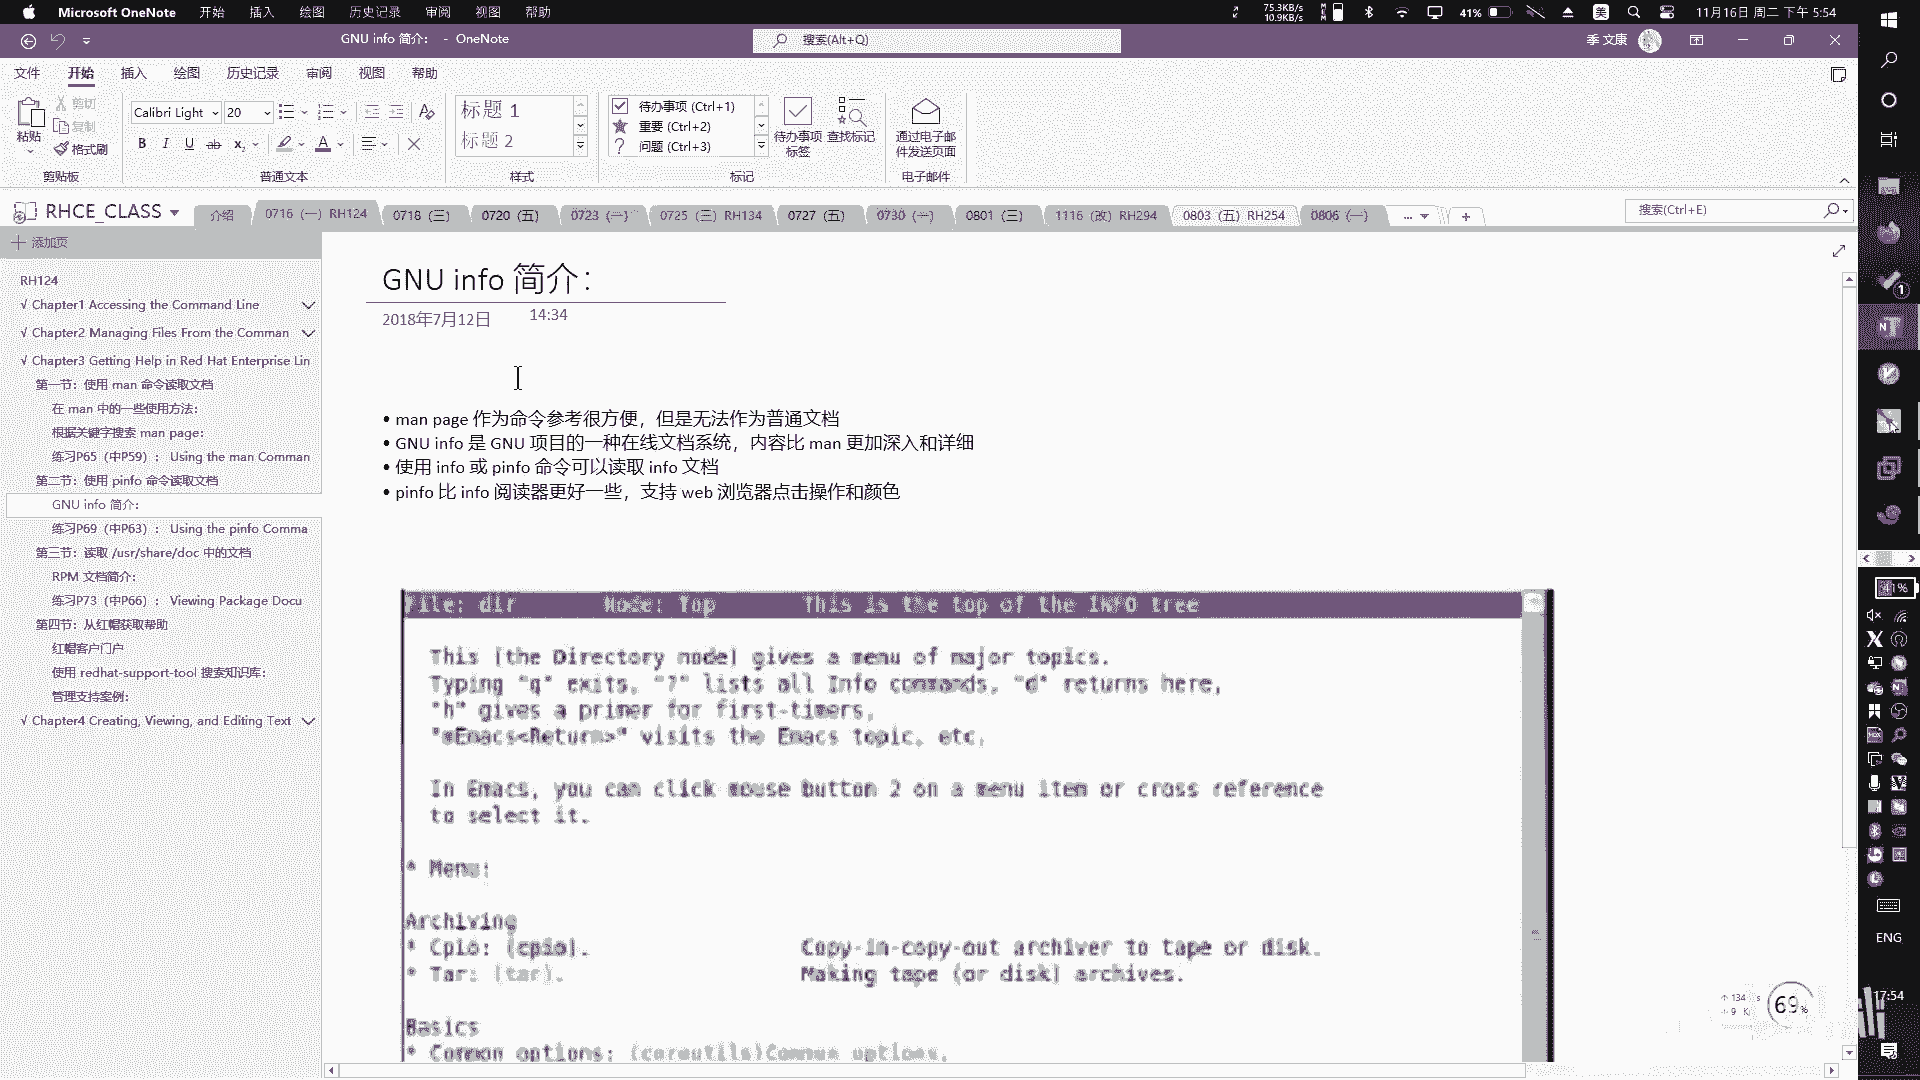 Microsoft OneNote 开始 插入 绘图 历史记录 审阅 视图 帮助
75.3KB/s
10.9KB/s
41% 美 11月16日 周二 下午 5:54
GNU info 简介: - OneNote
搜索(Alt+Q)
季 文康
文件 开始 插入 绘图 历史记录 审阅 视图 帮助
粘贴
剪切
复制
格式刷
剪贴板
Calibri Light 20
B I U ab x₂ A
普通文本
标题 1
标题 2
样式
待办事项 (Ctrl+1)
重要 (Ctrl+2)
问题 (Ctrl+3)
待办事项
标签
查找标记
标记
通过电子邮
件发送页面
电子邮件
RHCE_CLASS
介绍 0716（一）RH124 0718（三） 0720（五） 0723（一） 0725（三）RH134 0727（五） 0730（一） 0801（三） 1116（改）RH294 0803（五）RH254 0806（一） ... +
搜索(Ctrl+E)
添加页
RH124
√ Chapter1 Accessing the Command Line
√ Chapter2 Managing Files From the Comman
√ Chapter3 Getting Help in Red Hat Enterprise Lin
第一节：使用 man 命令读取文档
在 man 中的一些使用方法:
根据关键字搜索 man page:
练习P65（中P59）： Using the man Comman
第二节：使用 pinfo 命令读取文档
GNU info 简介:
练习P69（中P63）： Using the pinfo Comma
第三节：读取 /usr/share/doc 中的文档
RPM 文档简介:
练习P73（中P66）： Viewing Package Docu
第四节：从红帽获取帮助
红帽客户门户
使用 redhat-support-tool 搜索知识库:
管理支持案例:
√ Chapter4 Creating, Viewing, and Editing Text
GNU info 简介:
2018年7月12日 14:34
• man page 作为命令参考很方便，但是无法作为普通文档
• GNU info 是 GNU 项目的一种在线文档系统，内容比 man 更加深入和详细
• 使用 info 或 pinfo 命令可以读取 info 文档
• pinfo 比 info 阅读器更好一些，支持 web 浏览器点击操作和颜色
File: dir Node: Top This is the top of the INFO tree
This (the Directory node) gives a menu of major topics.
Typing "q" exits, "?" lists all Info commands, "d" returns here,
"h" gives a primer for first-timers,
"mEmacs<Return>" visits the Emacs topic, etc.
In Emacs, you can click mouse button 2 on a menu item or cross reference
to select it.
* Menu:
Archiving
* Cpio: (cpio). Copy-in-copy-out archiver to tape or disk.
* Tar: (tar). Making tape (or disk) archives.
Basics
* Common options: (coreutils)Common options.
69%
ENG
17:54